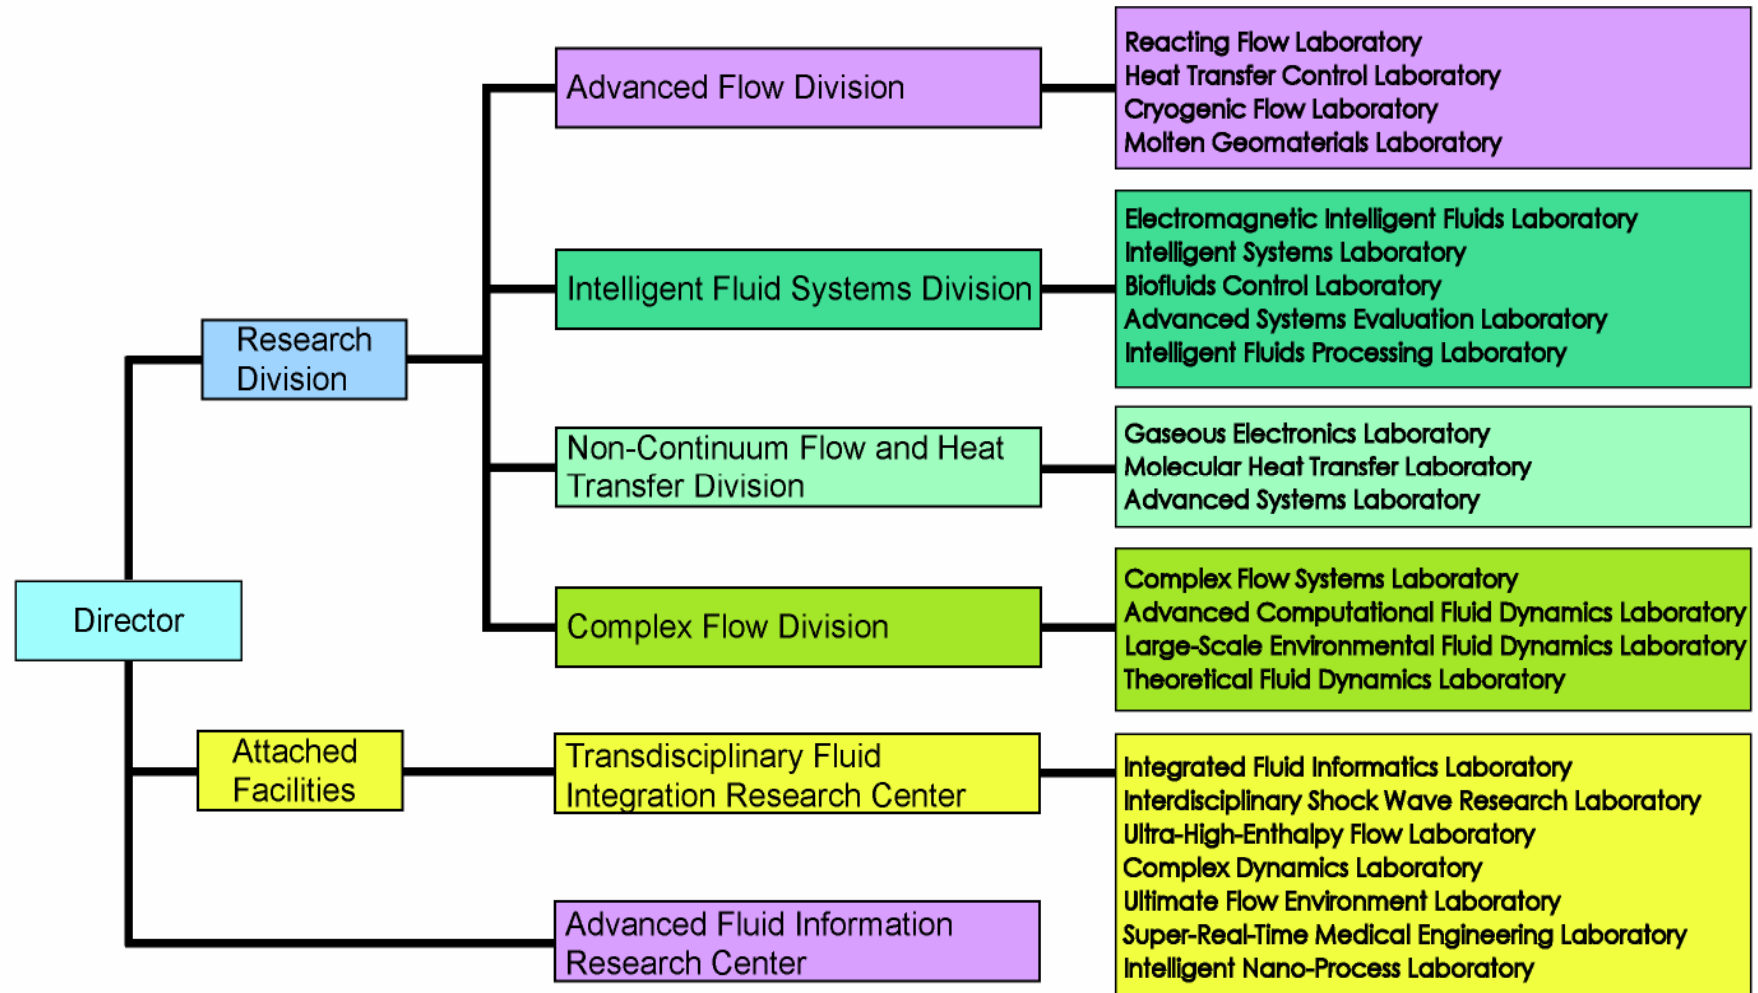 Director
Research
Division
Attached
Facilities
Advanced Flow Division
Intelligent Fluid Systems Division
Non-Continuum Flow and Heat
Transfer Division
Complex Flow Division
Transdisciplinary Fluid
Integration Research Center
Advanced Fluid Information
Research Center
Reacting Flow Laboratory
Heat Transfer Control Laboratory
Cryogenic Flow Laboratory
Molten Geomaterials Laboratory
Electromagnetic Intelligent Fluids Laboratory
Intelligent Systems Laboratory
Biofluids Control Laboratory
Advanced Systems Evaluation Laboratory
Intelligent Fluids Processing Laboratory
Gaseous Electronics Laboratory
Molecular Heat Transfer Laboratory
Advanced Systems Laboratory
Complex Flow Systems Laboratory
Advanced Computational Fluid Dynamics Laboratory
Large-Scale Environmental Fluid Dynamics Laboratory
Theoretical Fluid Dynamics Laboratory
Integrated Fluid Informatics Laboratory
Interdisciplinary Shock Wave Research Laboratory
Ultra-High-Enthalpy Flow Laboratory
Complex Dynamics Laboratory
Ultimate Flow Environment Laboratory
Super-Real-Time Medical Engineering Laboratory
Intelligent Nano-Process Laboratory